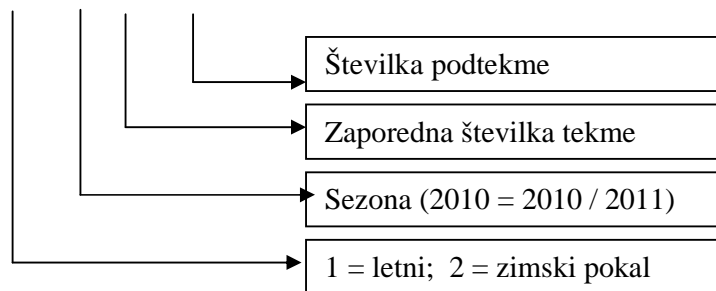 Številka podtekme
Zaporedna številka tekme
Sezona (2010 = 2010 / 2011)
1 = letni; 2 = zimski pokal